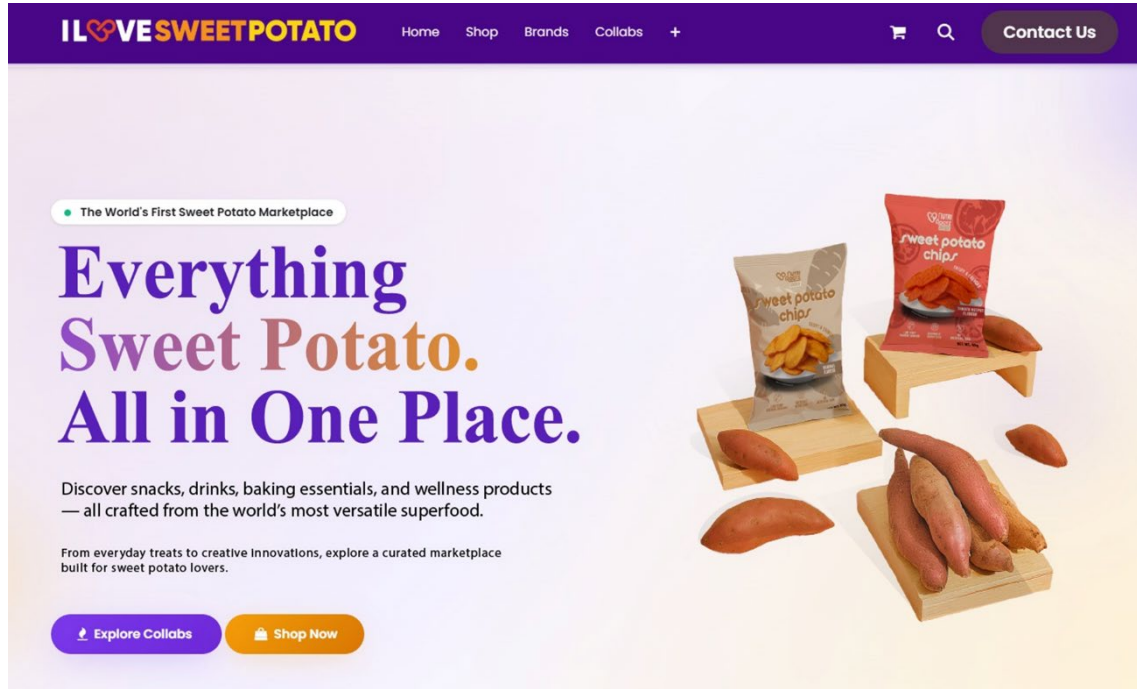 IL VE SWEETPOTATO
Home
Shop
Brands
Collabs
+
Contact Us
The World's First Sweet Potato Marketplace
Everything
Sweet Potato.
All in One Place.
Discover snacks, drinks, baking essentials, and wellness products
— all crafted from the world's most versatile superfood.
From everyday treats to creative innovations, explore a curated marketplace
built for sweet potato lovers.
Explore Collabs
Shop Now
sweet potato
chips
sweet potato
chips